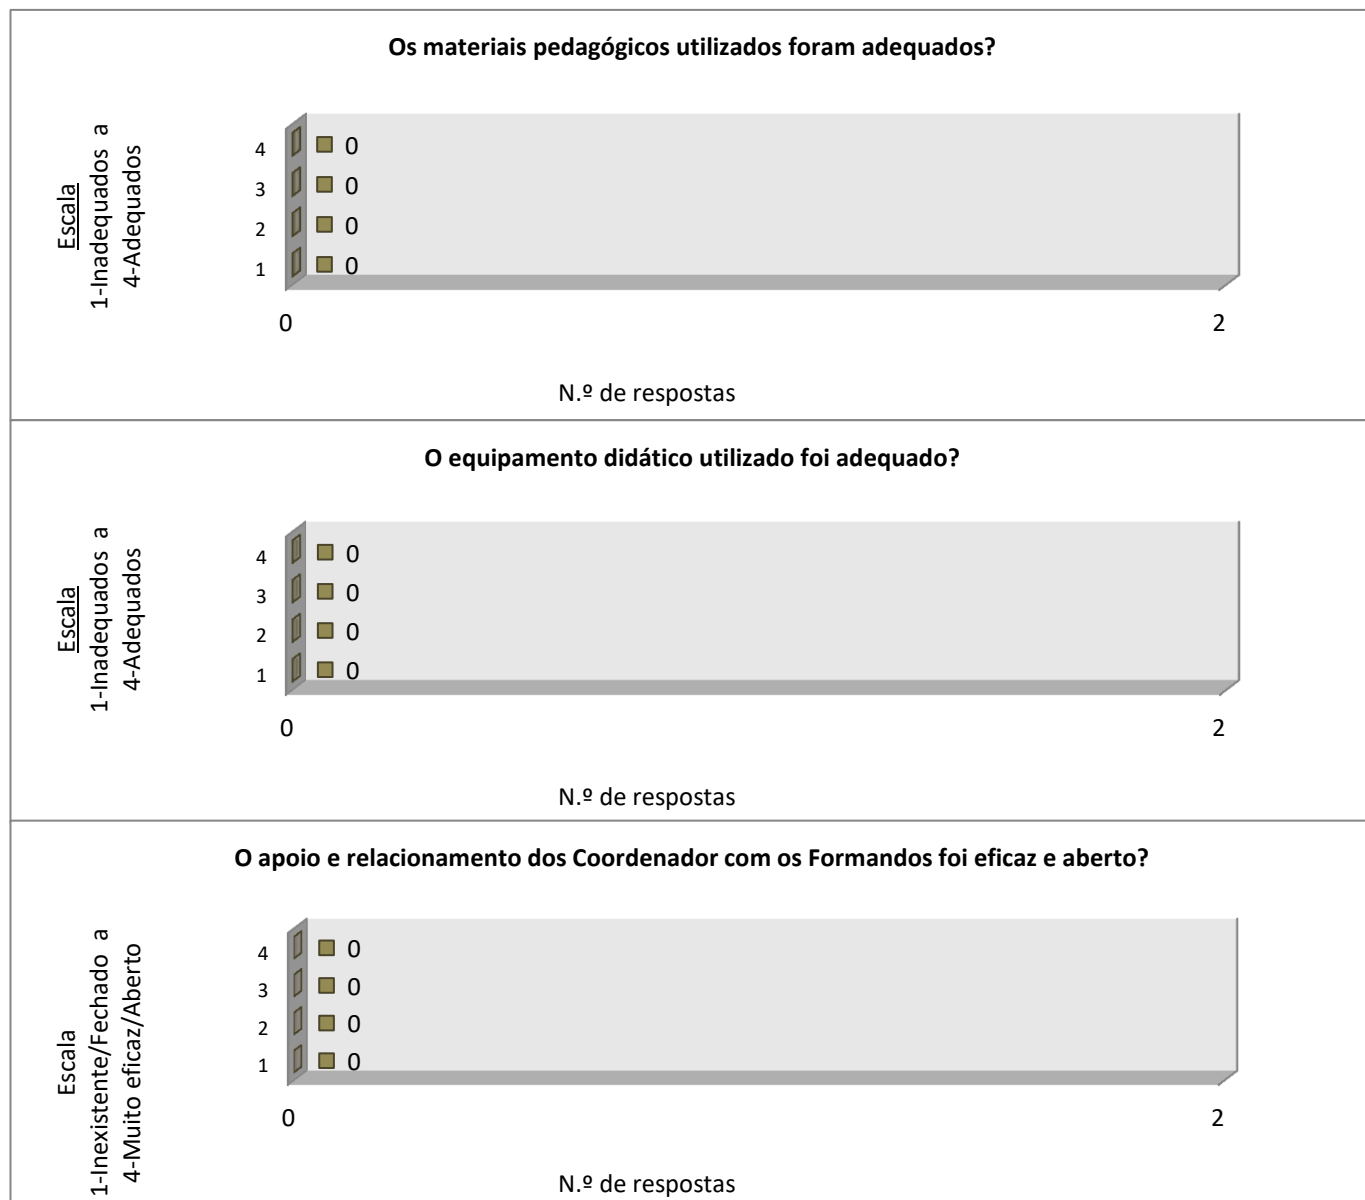 Os materiais pedagógicos utilizados foram adequados?
Escala
1-Inadequados a
4-Adequados
4
0
3
0
2
0
1
0
0
2
N.º de respostas
O equipamento didático utilizado foi adequado?
Escala
1-Inadequados a
4-Adequados
4
0
3
0
2
0
1
0
0
2
N.º de respostas
O apoio e relacionamento dos Coordenador com os Formandos foi eficaz e aberto?
Escala
1-Inexistente/Fechado a
4-Muito eficaz/Aberto
4
0
3
0
2
0
1
0
0
2
N.º de respostas